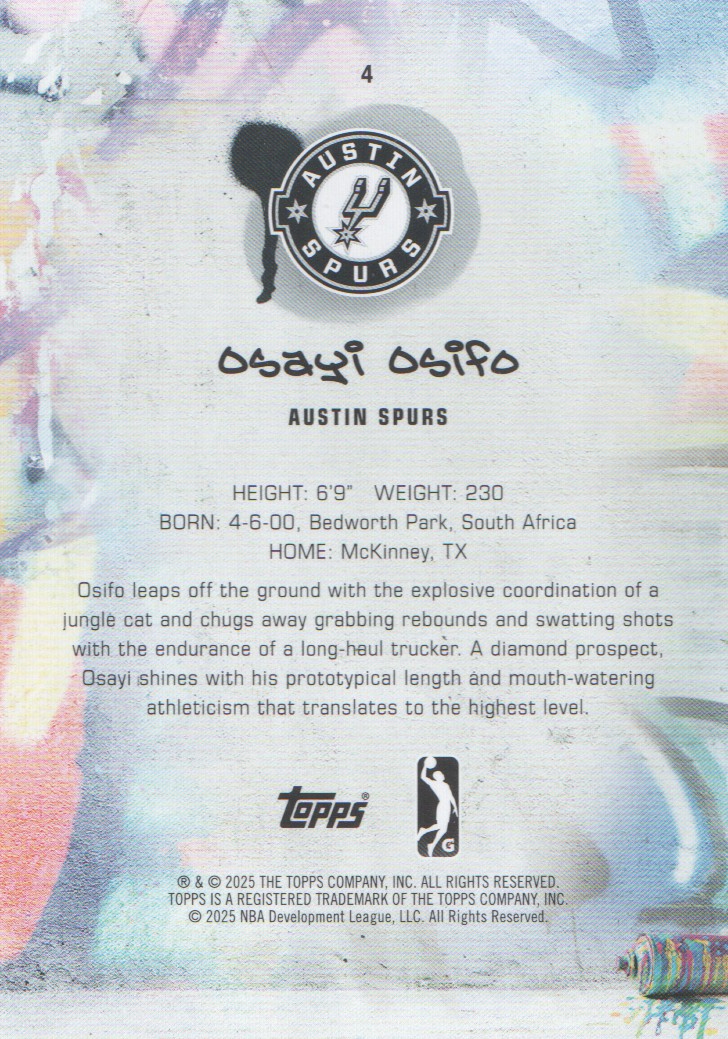 4
AUSTIN
SPURS
Osayi Osifo
AUSTIN SPURS
HEIGHT: 6'9" WEIGHT: 230
BORN: 4-6-00, Bedworth Park, South Africa
HOME: McKinney, TX
Osifo leaps off the ground with the explosive coordination of a
jungle cat and chugs away grabbing rebounds and swatting shots
with the endurance of a long-haul trucker. A diamond prospect,
Osayi shines with his prototypical length and mouth-watering
athleticism that translates to the highest level.
Topps®
G
® & © 2025 THE TOPPS COMPANY, INC. ALL RIGHTS RESERVED.
TOPPS IS A REGISTERED TRADEMARK OF THE TOPPS COMPANY, INC.
© 2025 NBA Development League, LLC. All Rights Reserved.